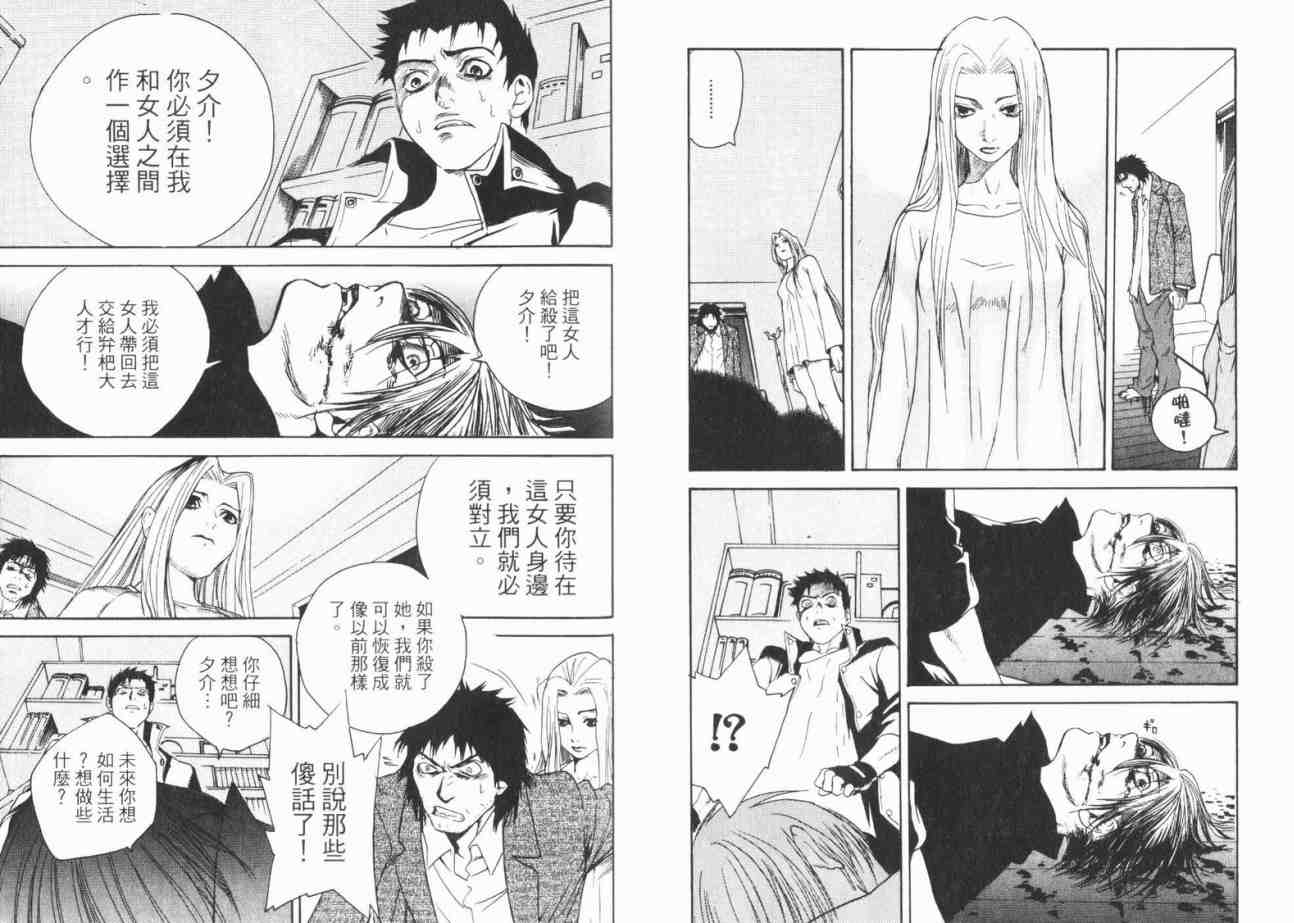 啪
噠
！
………
ギ
ロ
!?
夕介！
你必須在我
和女人之間
作一個選擇
。
把這女人
給殺了吧！
夕介！
我必須把這
女人帶回去
交給弁杷大
人才行！
只要你待在
這女人身邊
，我們就必
須對立。
如果你殺了
她，我們就
可以恢復成
像以前那樣
了。
別說那些
傻話了！
你仔細
想想吧？
夕介…
未來你想
如何生活
？想做些
什麼？